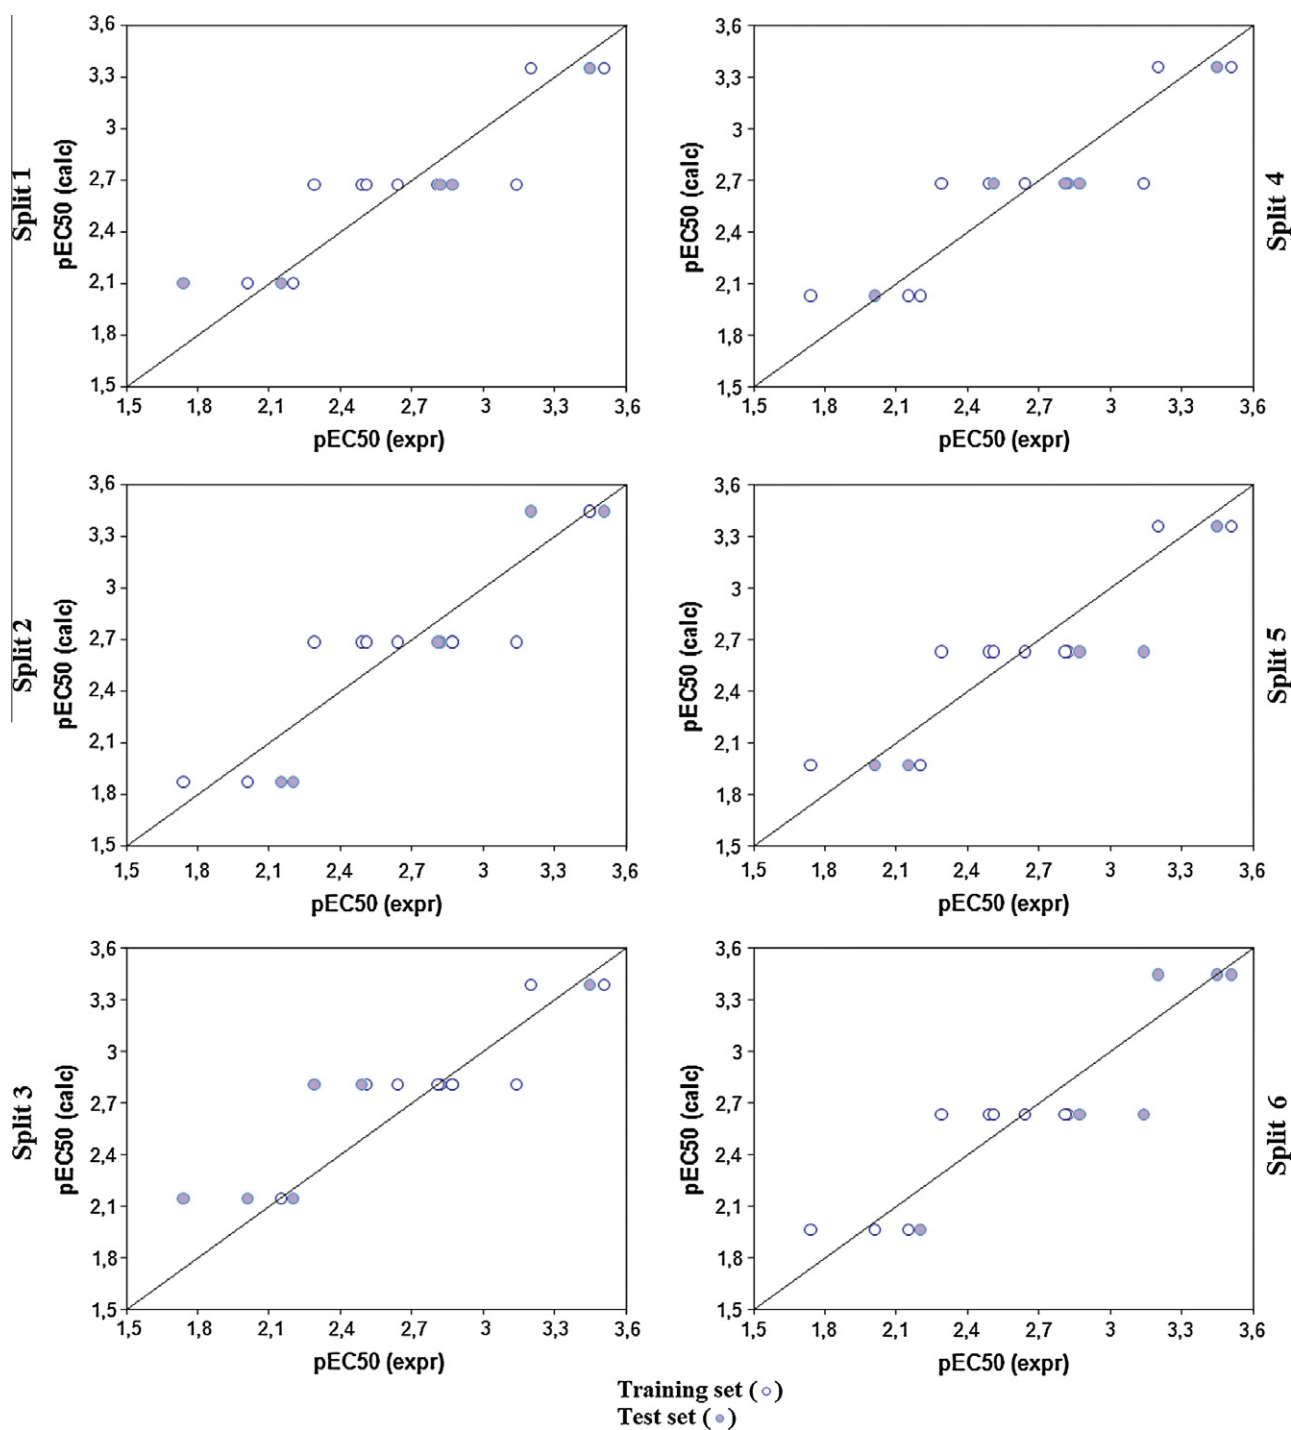 Split 1
pEC50 (calc)
3,6
3,3
3
2,7
2,4
2,1
1,8
1,5
1,5 1,8 2,1 2,4 2,7 3 3,3 3,6
pEC50 (expr)
Split 4
pEC50 (calc)
3,6
3,3
3
2,7
2,4
2,1
1,8
1,5
1,5 1,8 2,1 2,4 2,7 3 3,3 3,6
pEC50 (expr)
Split 2
pEC50 (calc)
3,6
3,3
3
2,7
2,4
2,1
1,8
1,5
1,5 1,8 2,1 2,4 2,7 3 3,3 3,6
pEC50 (expr)
Split 5
pEC50 (calc)
3,6
3,3
3
2,7
2,4
2,1
1,8
1,5
1,5 1,8 2,1 2,4 2,7 3 3,3 3,6
pEC50 (expr)
Split 3
pEC50 (calc)
3,6
3,3
3
2,7
2,4
2,1
1,8
1,5
1,5 1,8 2,1 2,4 2,7 3 3,3 3,6
pEC50 (expr)
Split 6
pEC50 (calc)
3,6
3,3
3
2,7
2,4
2,1
1,8
1,5
1,5 1,8 2,1 2,4 2,7 3 3,3 3,6
pEC50 (expr)
Training set (○)
Test set (●)